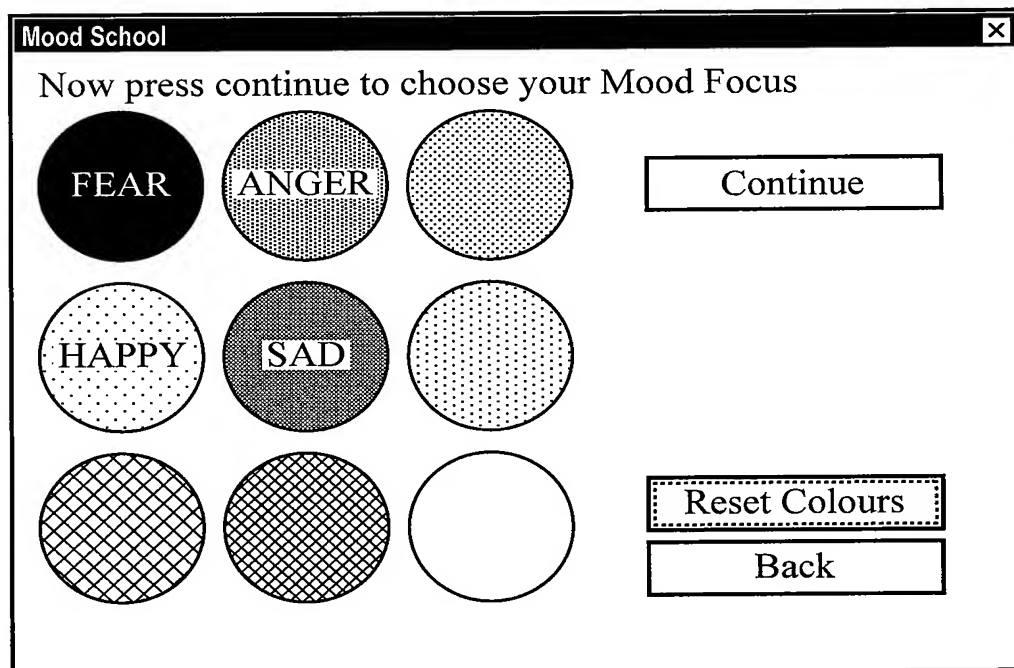 Mood School
Now press continue to choose your Mood Focus
FEAR ANGER
Continue
HAPPY SAD
Reset Colours
Back